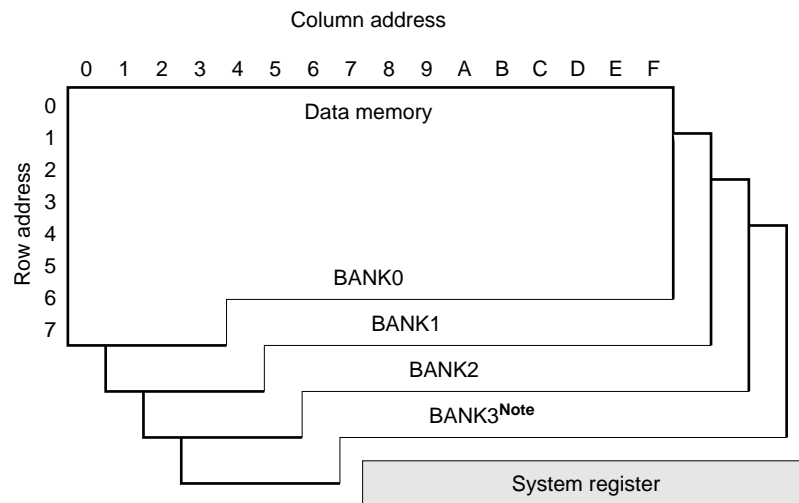 Column address
0 1 2 3 4 5 6 7 8 9 A B C D E F
Data memory
Row address
0
1
2
3
4
5
6
7
BANK0
BANK1
BANK2
BANK3Note
System register